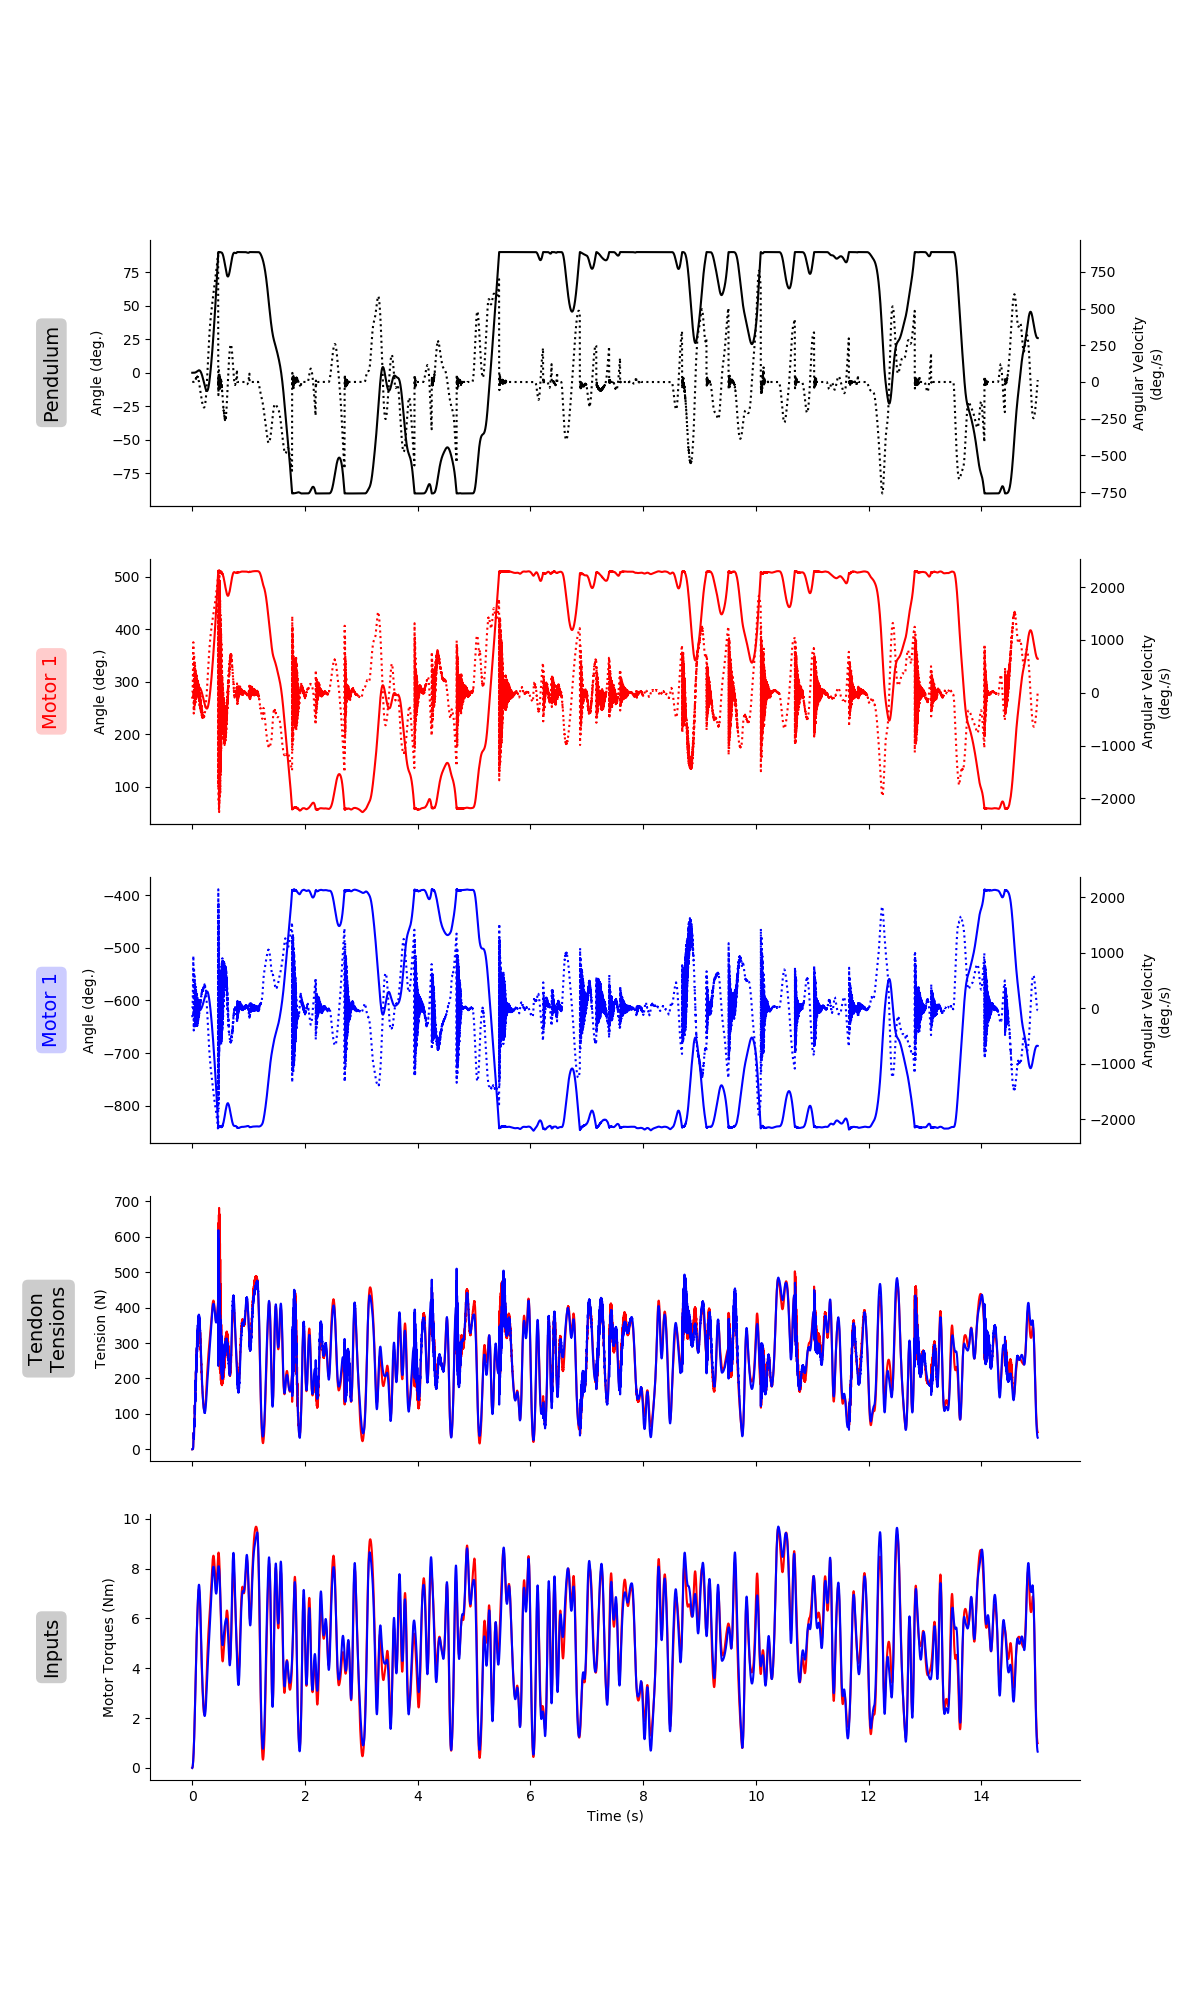 Pendulum
Angle (deg.)
75
50
25
0
−25
−50
−75
750
500
250
0
−250
−500
−750
Angular Velocity
(deg./s)
Motor 1
Angle (deg.)
500
400
300
200
100
2000
1000
0
−1000
−2000
Angular Velocity
(deg./s)
Motor 1
Angle (deg.)
−400
−500
−600
−700
−800
2000
1000
0
−1000
−2000
Angular Velocity
(deg./s)
Tendon
Tensions
Tension (N)
700
600
500
400
300
200
100
0
Inputs
Motor Torques (Nm)
10
8
6
4
2
0
0 2 4 6 8 10 12 14
Time (s)